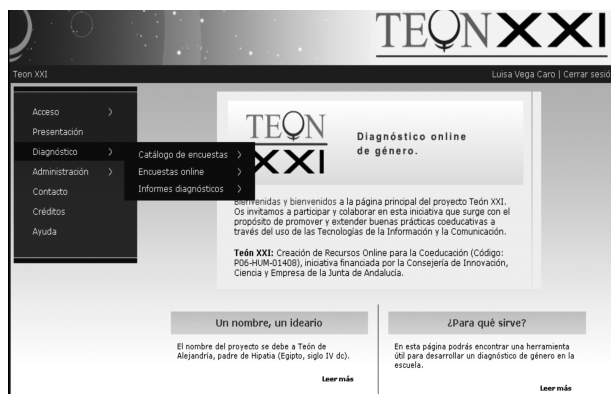 TEON XXI
Teon XXI
Luisa Vega Caro | Cerrar sesió
Acceso
Presentación
Diagnóstico
Administración
Contacto
Créditos
Ayuda
Catálogo de encuestas
Encuestas online
Informes diagnósticos
TEON
XXI
Diagnóstico online
de género.
Bienvenidas y bienvenidos a la página principal del proyecto Teón XXI.
Os invitamos a participar y colaborar en esta iniciativa que surge con el
propósito de promover y extender buenas prácticas coeducativas a
través del uso de las Tecnologías de la Información y la Comunicación.
Teón XXI: Creación de Recursos Online para la Coeducación (Código:
P06-HUM-01408), iniciativa financiada por la Consejería de Innovación,
Ciencia y Empresa de la Junta de Andalucía.
Un nombre, un ideario
El nombre del proyecto se debe a Teón de
Alejandría, padre de Hipatia (Egipto, siglo IV dc).
Leer más
¿Para qué sirve?
En esta página podrás encontrar una herramienta
útil para desarrollar un diagnóstico de género en la
escuela.
Leer más